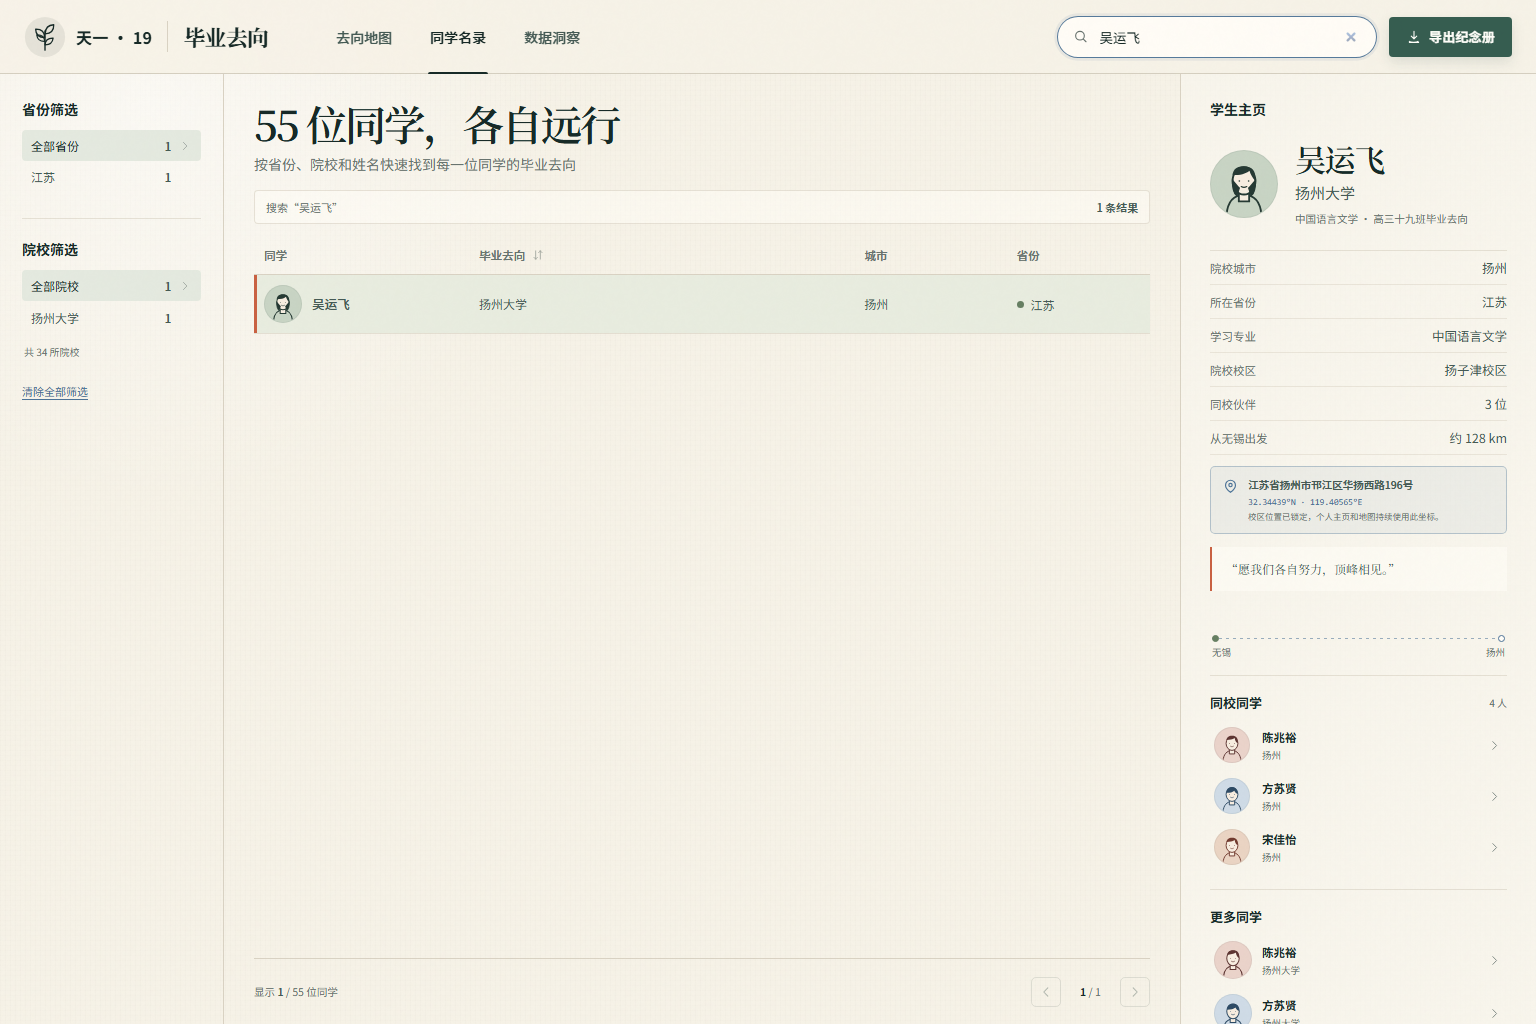 天一 · 19
毕业去向
去向地图
同学名录
数据洞察
吴运飞
导出纪念册
省份筛选
全部省份 1
江苏 1
院校筛选
全部院校 1
扬州大学 1
共 34 所院校
清除全部筛选
55 位同学，各自远行
按省份、院校和姓名快速找到每一位同学的毕业去向
搜索“吴运飞” 1 条结果
同学 毕业去向 城市 省份
吴运飞 扬州大学 扬州 江苏
显示 1 / 55 位同学
1 / 1
学生主页
吴运飞
扬州大学
中国语言文学 · 高三十九班毕业去向
院校城市 扬州
所在省份 江苏
学习专业 中国语言文学
院校校区 扬子津校区
同校伙伴 3 位
从无锡出发 约 128 km
江苏省扬州市邗江区华扬西路196号
32.34439°N · 119.40565°E
校区位置已锁定，个人主页和地图持续使用此坐标。
“愿我们各自努力，顶峰相见。”
无锡 扬州
同校同学 4 人
陈兆裕
扬州
方苏贤
扬州
宋佳怡
扬州
更多同学
陈兆裕
扬州大学
方苏贤
扬州大学